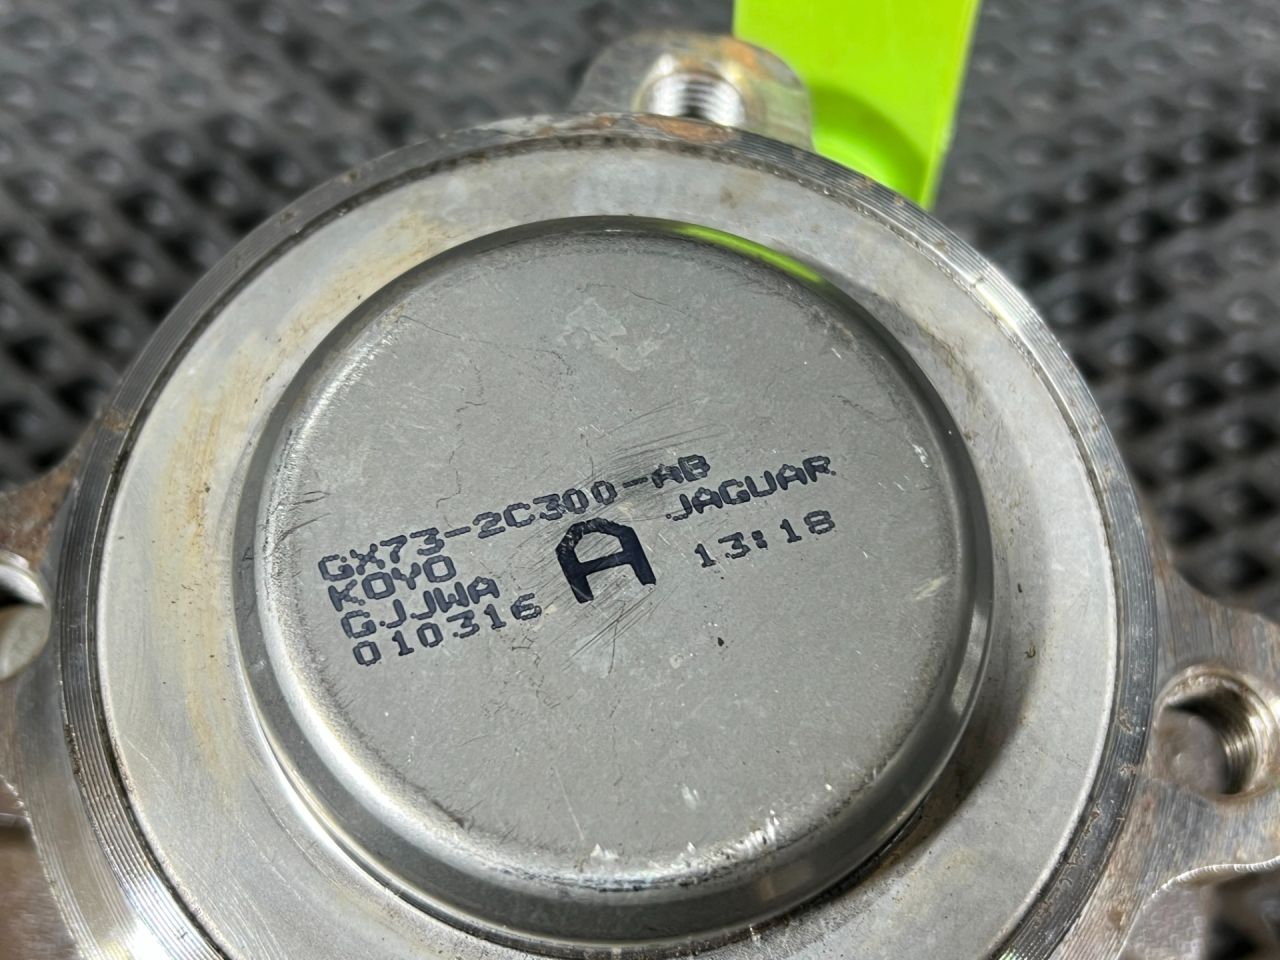 GX73-2C300-AB
KOYO JAGUAR
GJJWA A 13:18
010316